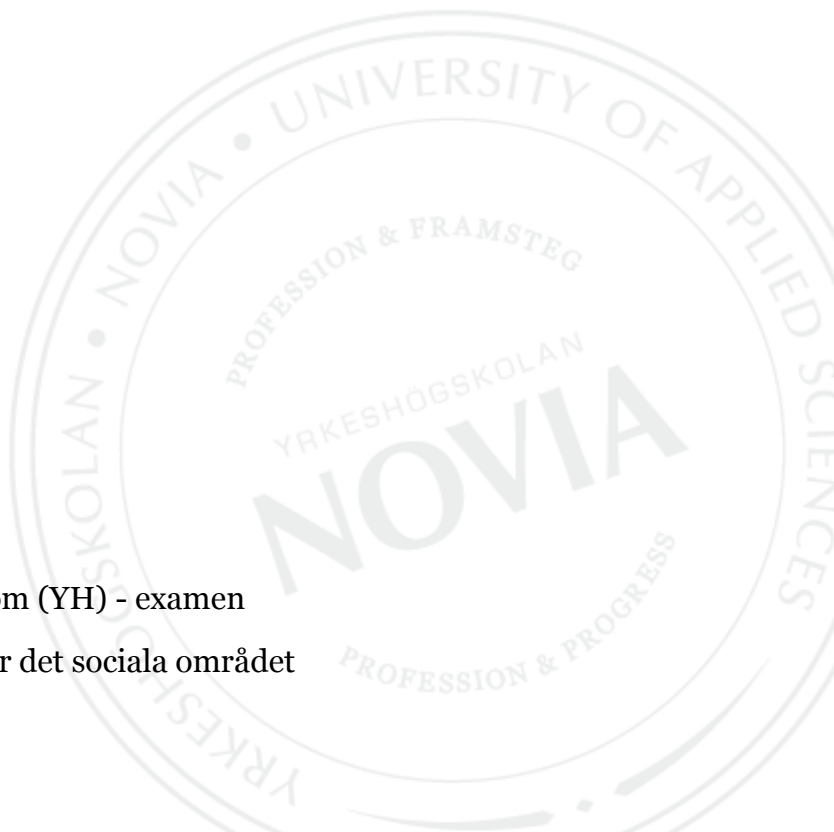 UNIVERSITY OF APPLIED SCIENCES
YRKESHÖGSKOLAN • NOVIA •
PROFESSION & FRAMSTEG
YRKESHÖGSKOLAN
NOVIA
PROFESSION & PROGRESS
om (YH) - examen
r det sociala området